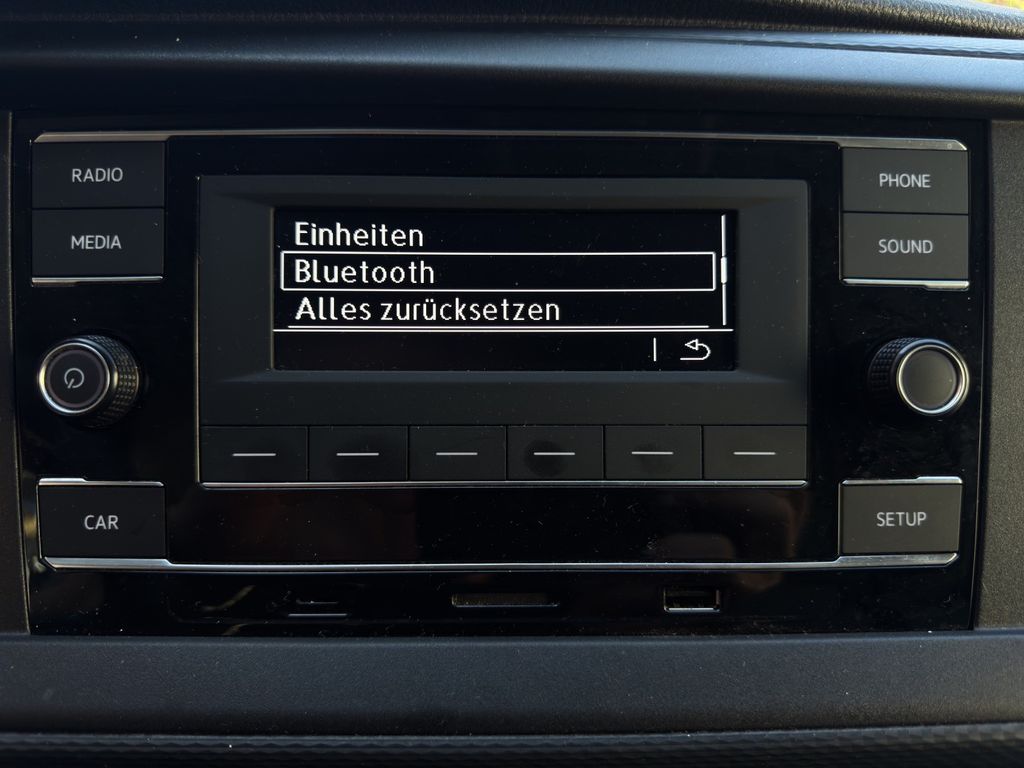 RADIO
MEDIA
Einheiten
Bluetooth
Alles zurücksetzen
PHONE
SOUND
CAR
SETUP